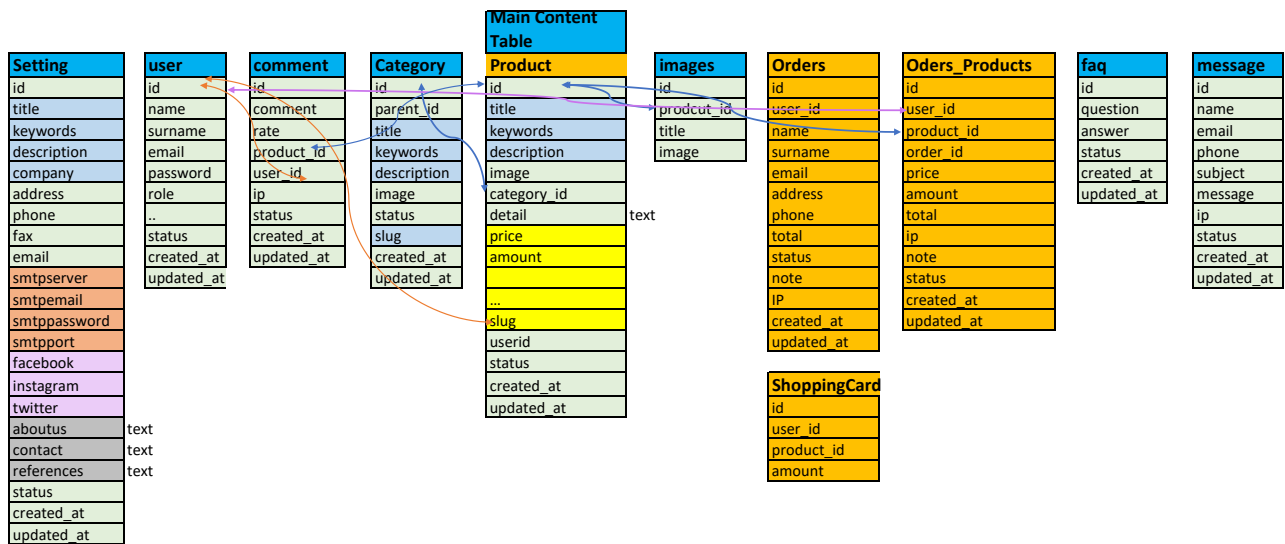 Main Content
Table
Setting
id
title
keywords
description
company
address
phone
fax
email
smtpserver
smtpemail
smtppassword
smtpport
facebook
instagram
twitter
aboutus text
contact text
references text
status
created_at
updated_at
user
id
name
surname
email
password
role
..
status
created_at
updated_at
comment
id
comment
rate
product_id
user_id
ip
status
created_at
updated_at
Category
id
parent_id
title
keywords
description
image
status
slug
created_at
updated_at
Product
id
title
keywords
description
image
category_id
detail text
price
amount
...
slug
userid
status
created_at
updated_at
images
id
prodcut_id
title
image
Orders
id
user_id
name
surname
email
address
phone
total
status
note
IP
created_at
updated_at
ShoppingCard
id
user_id
product_id
amount
Oders_Products
id
user_id
product_id
order_id
price
amount
total
ip
note
status
created_at
updated_at
faq
id
question
answer
status
created_at
updated_at
message
id
name
email
phone
subject
message
ip
status
created_at
updated_at